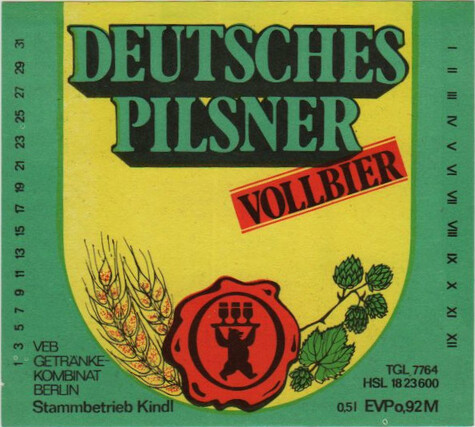 DEUTSCHES
PILSNER
VOLLBIER
1 3 5 7 9 11 13 15 17 19 21 23 25 27 29 31
I II III IV V VI VII VIII IX X XI XII
VEB
GETRÄNKE-
KOMBINAT
BERLIN
Stammbetrieb Kindl
TGL 7764
HSL 18 23 600
0,5l EVP 0,92 M